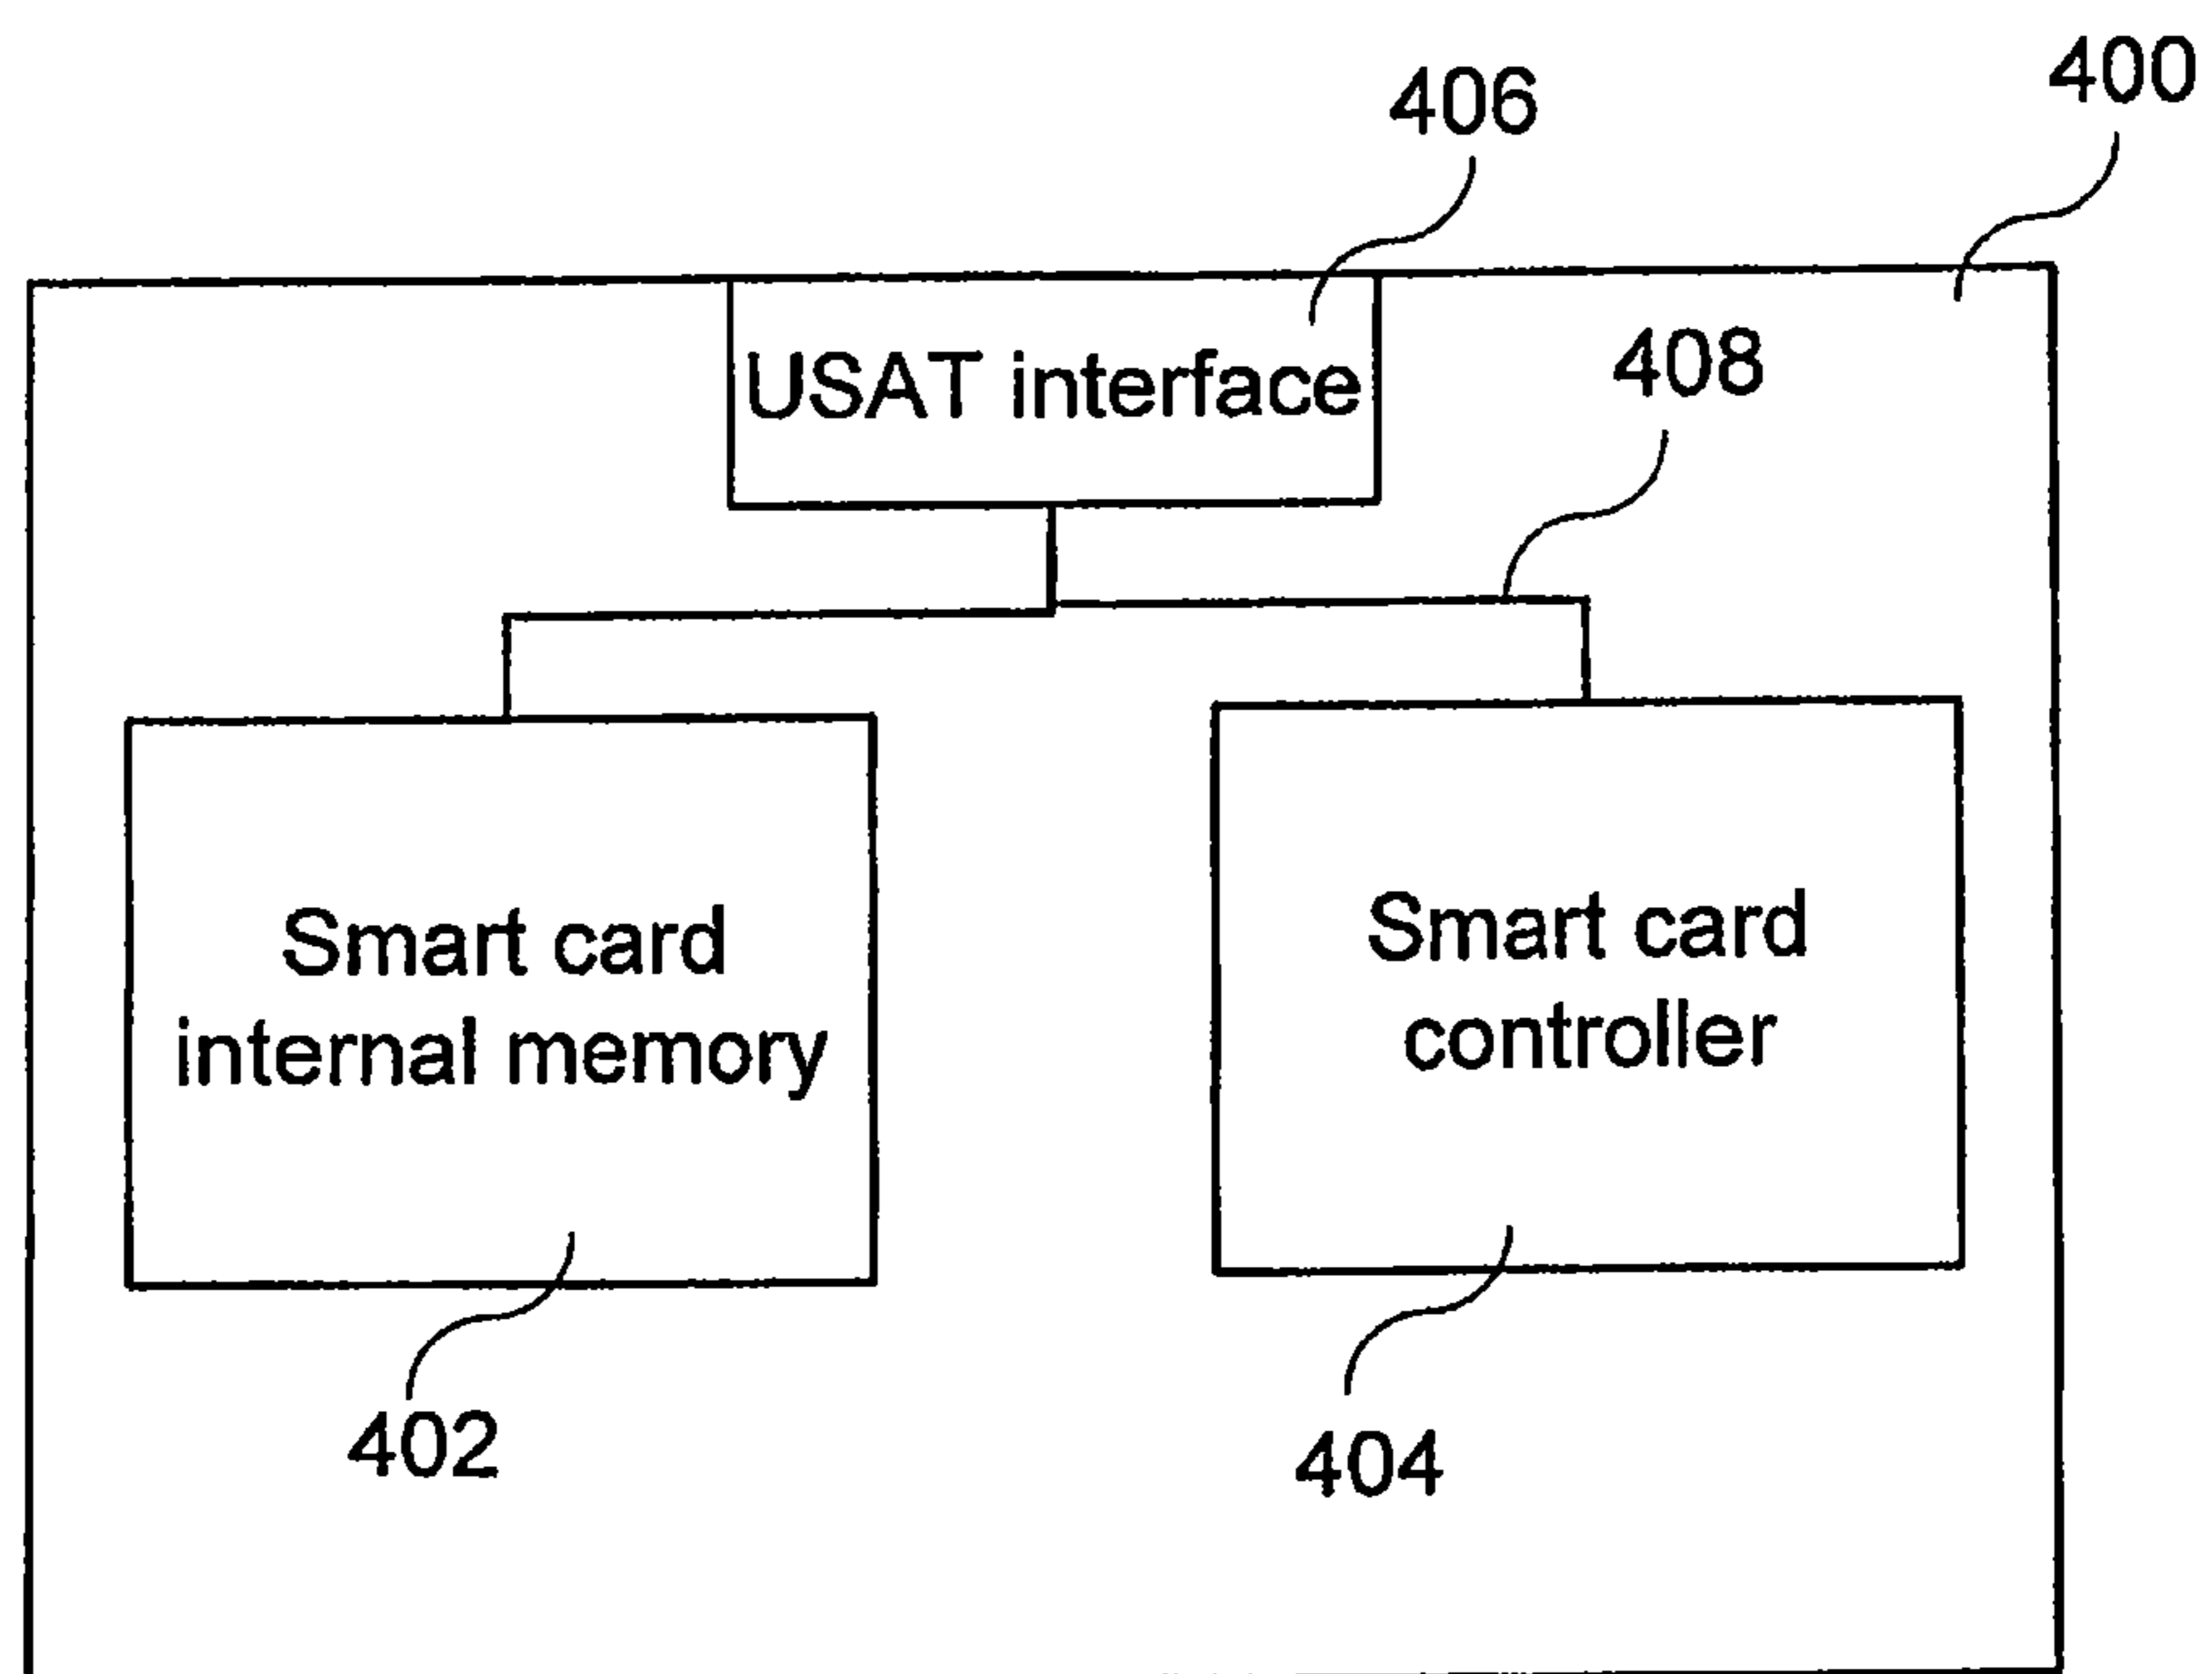 400
406
USAT interface
408
Smart card
internal memory
Smart card
controller
402
404